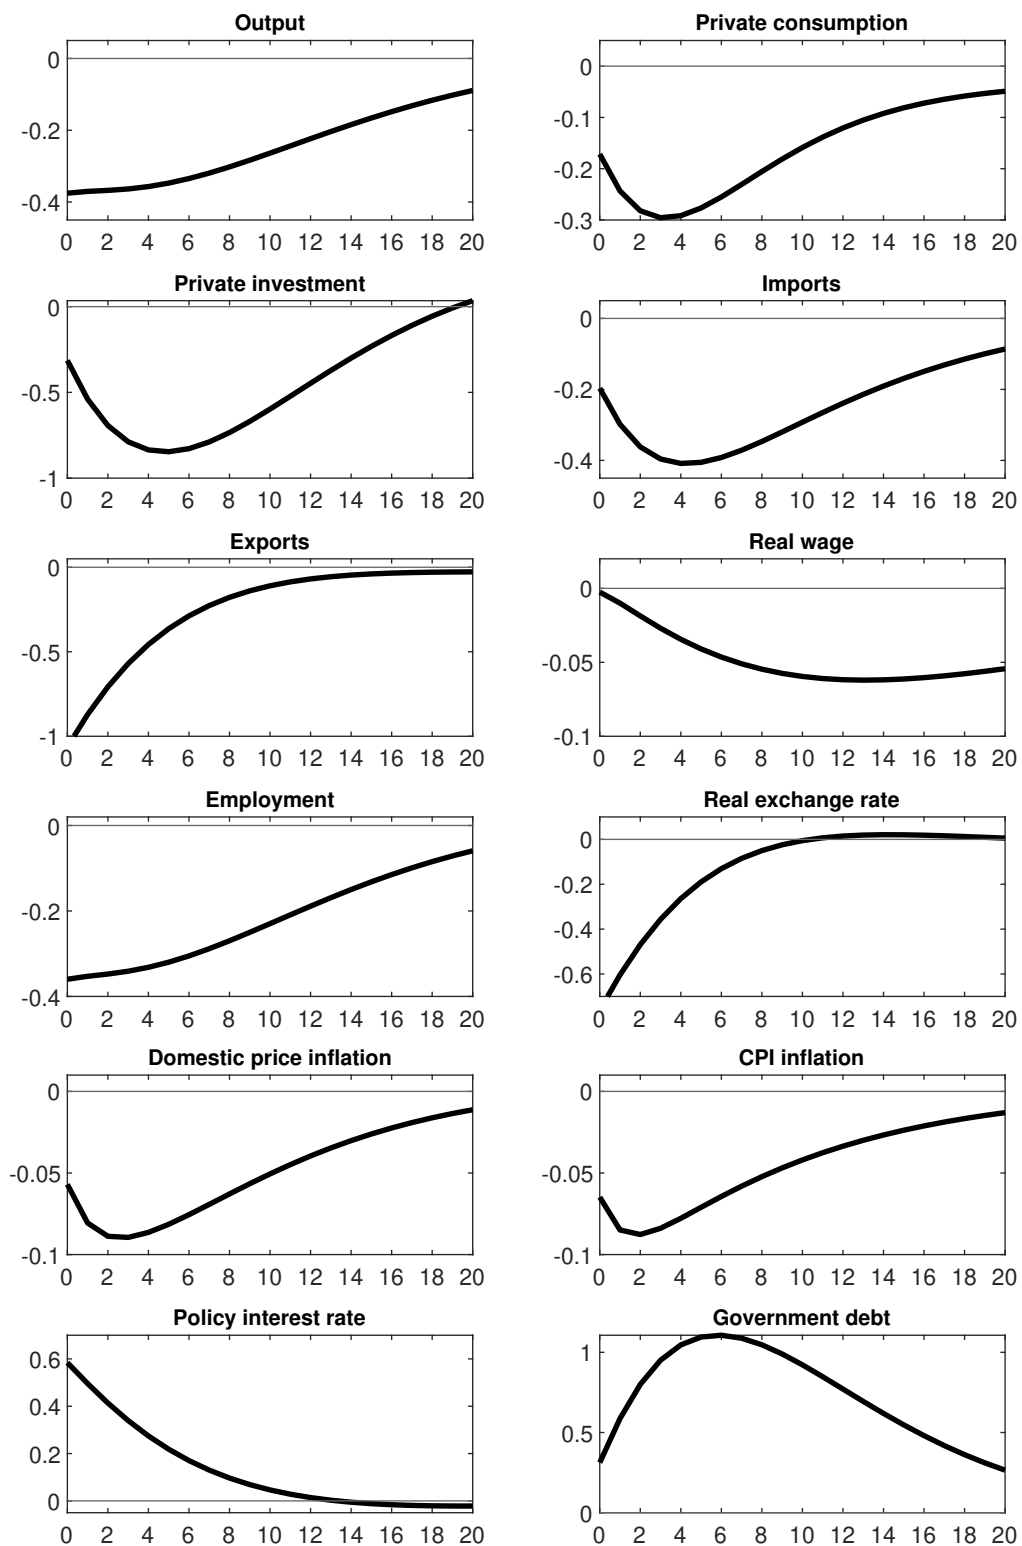 Output
0
-0.2
-0.4
0 2 4 6 8 10 12 14 16 18 20
Private consumption
0
-0.1
-0.2
-0.3
0 2 4 6 8 10 12 14 16 18 20
Private investment
0
-0.5
-1
0 2 4 6 8 10 12 14 16 18 20
Imports
0
-0.2
-0.4
0 2 4 6 8 10 12 14 16 18 20
Exports
0
-0.5
-1
0 2 4 6 8 10 12 14 16 18 20
Real wage
0
-0.05
-0.1
0 2 4 6 8 10 12 14 16 18 20
Employment
0
-0.2
-0.4
0 2 4 6 8 10 12 14 16 18 20
Real exchange rate
0
-0.2
-0.4
-0.6
0 2 4 6 8 10 12 14 16 18 20
Domestic price inflation
0
-0.05
-0.1
0 2 4 6 8 10 12 14 16 18 20
CPI inflation
0
-0.05
-0.1
0 2 4 6 8 10 12 14 16 18 20
Policy interest rate
0.6
0.4
0.2
0
0 2 4 6 8 10 12 14 16 18 20
Government debt
1
0.5
0
0 2 4 6 8 10 12 14 16 18 20